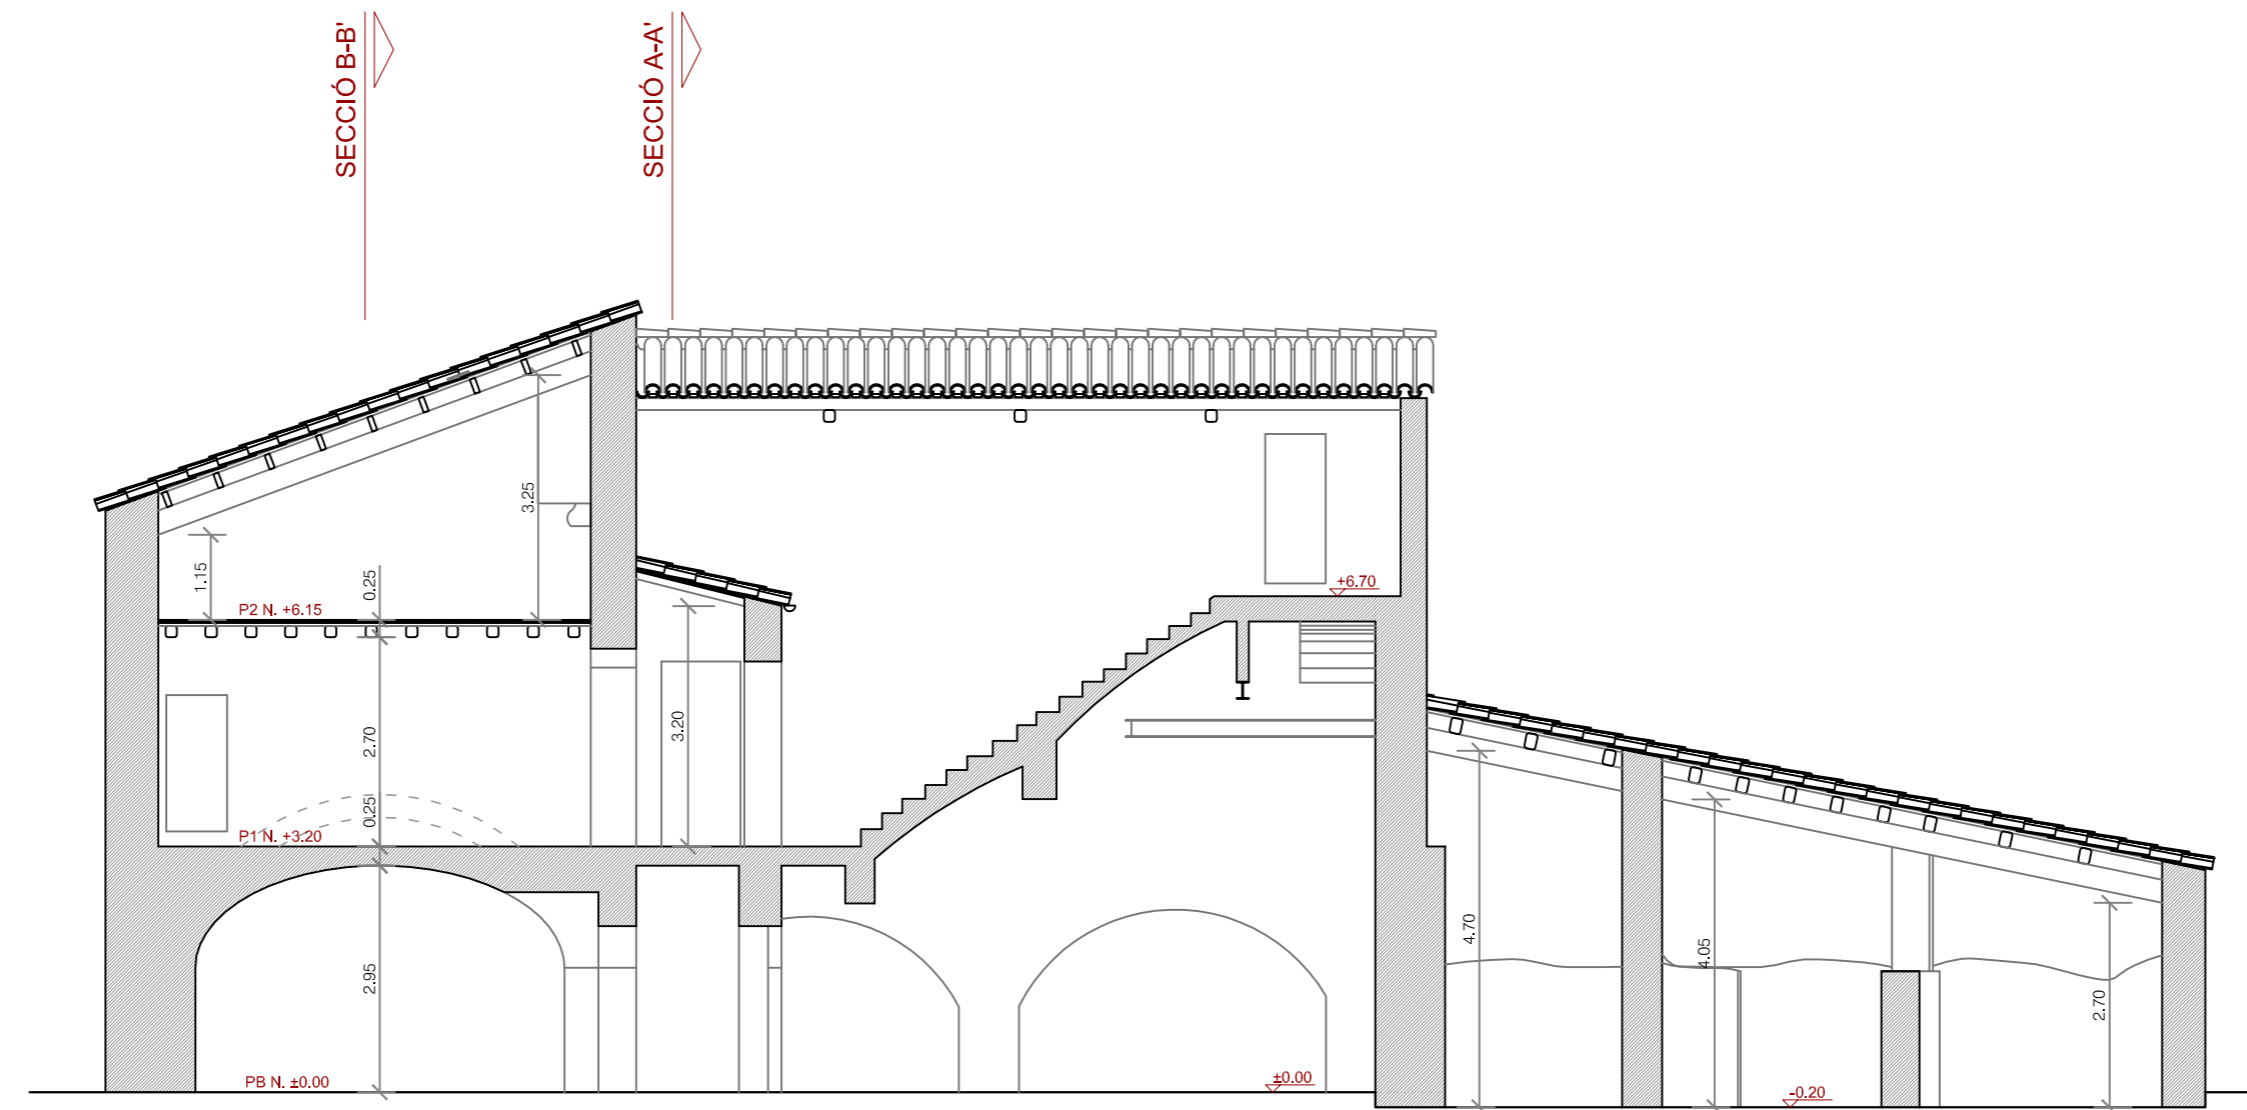 SECCIÓ B-B'
SECCIÓ A-A'
3.25
1.15
0.25
P2 N. +6.15
+6.70
3.20
2.70
0.25
P1 N. +3.20
4.70
4.05
2.95
2.70
PB N. ±0.00
±0.00
-0.20